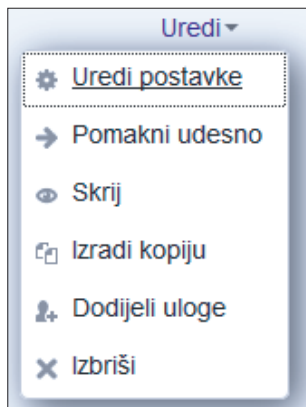 Uredi
Uredi postavke
Pomakni udesno
Skrij
Izradi kopiju
Dodijeli uloge
Izbriši